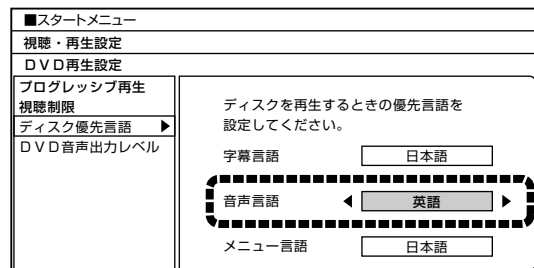 ■スタートメニュー
視聴・再生設定
ＤＶＤ再生設定
プログレッシブ再生
視聴制限
ディスク優先言語 ▶
ＤＶＤ音声出力レベル
ディスクを再生するときの優先言語を
設定してください。
字幕言語 日本語
音声言語 ◀ 英語 ▶
メニュー言語 日本語